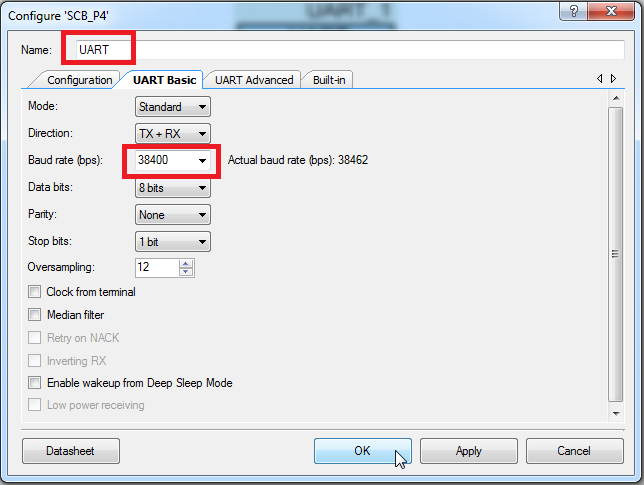 UART 1
Configure 'SCB_P4'
?
Name: UART
Configuration UART Basic UART Advanced Built-in
Mode: Standard
Direction: TX + RX
Baud rate (bps): 38400 Actual baud rate (bps): 38462
Data bits: 8 bits
Parity: None
Stop bits: 1 bit
Oversampling: 12
Clock from terminal
Median filter
Retry on NACK
Inverting RX
Enable wakeup from Deep Sleep Mode
Low power receiving
Datasheet OK Apply Cancel